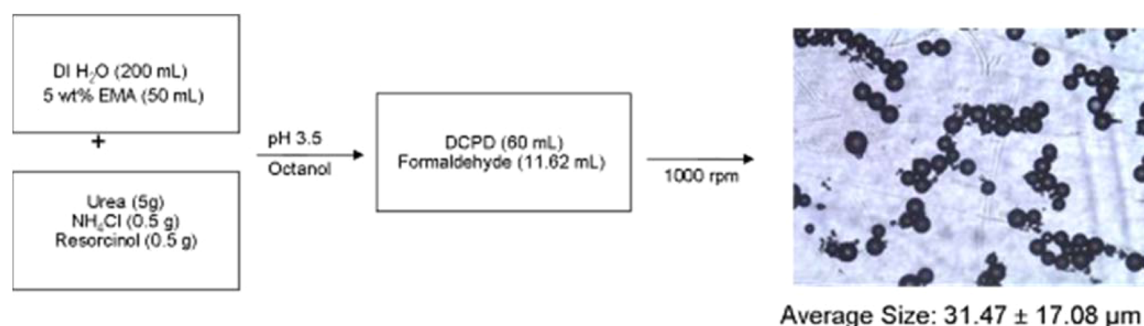 DI H₂O (200 mL)
5 wt% EMA (50 mL)
+
Urea (5g)
NH₄Cl (0.5 g)
Resorcinol (0.5 g)
pH 3.5
Octanol
DCPD (60 mL)
Formaldehyde (11.62 mL)
1000 rpm
Average Size: 31.47 ± 17.08 µm